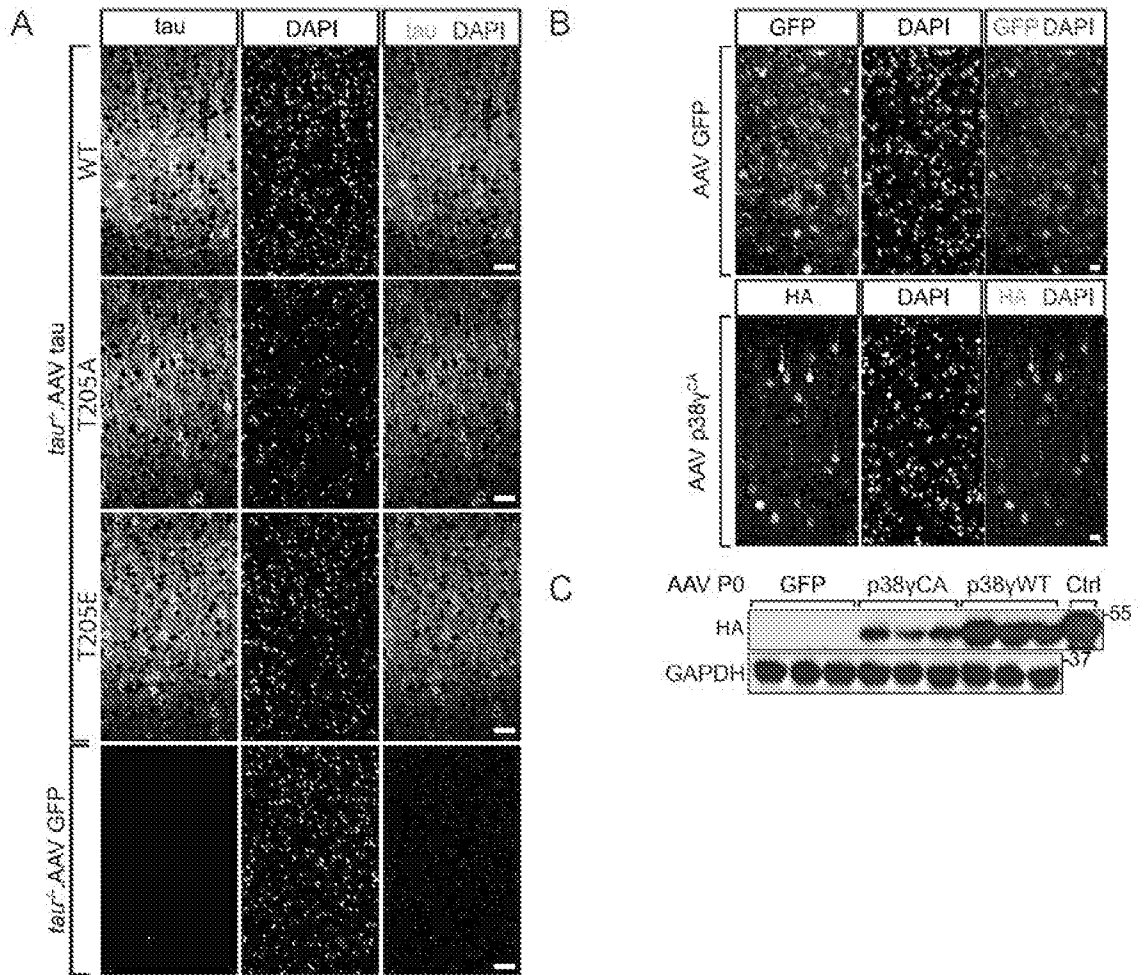 A
tau DAPI tau DAPI
WT
T205A
T205E
tau-/-.AAV tau
tau-/-.AAV GFP
B
GFP DAPI GFP DAPI
AAV GFP
HA DAPI HA DAPI
AAV p38γCA
C
AAV P0 GFP p38γCA p38γWT Ctrl
HA 55
GAPDH 37